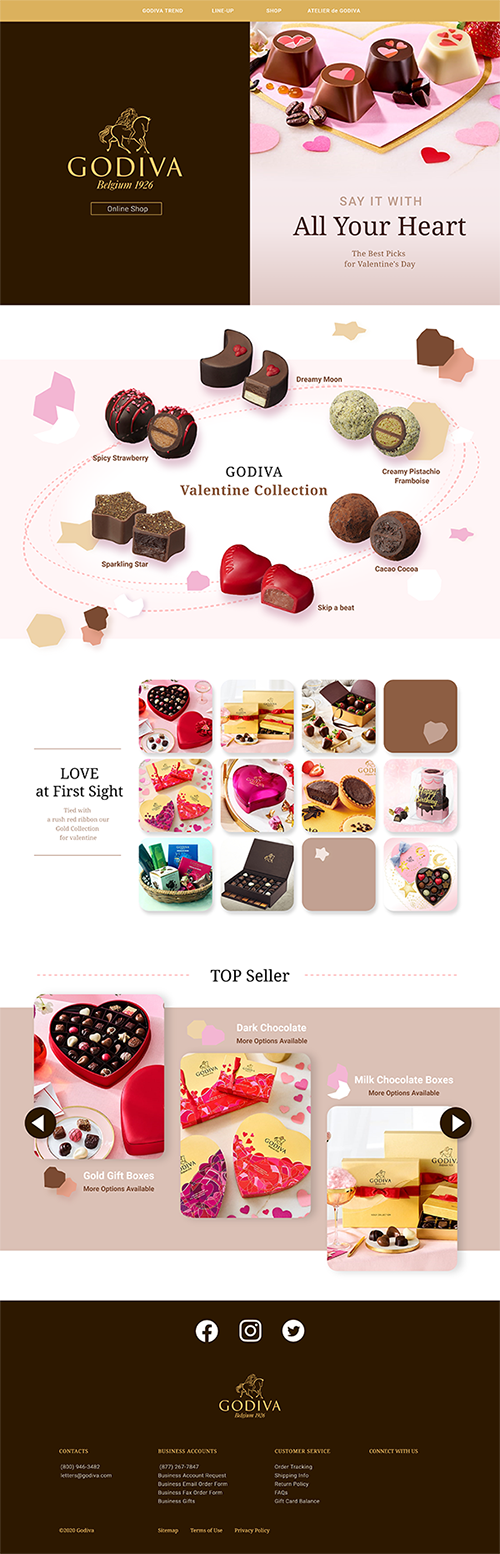 GODIVA TREND
LINE-UP
SHOP
ATELIER de GODIVA
GODIVA
Belgium 1926
Online Shop
SAY IT WITH
All Your Heart
The Best Picks
for Valentine's Day
Dreamy Moon
Spicy Strawberry
Creamy Pistachio
Framboise
GODIVA
Valentine Collection
Sparkling Star
Cacao Cocoa
Skip a beat
LOVE
at First Sight
Tied with
a rush red ribbon our
Gold Collection
for valentine
Happy
Birthday
TOP Seller
Dark Chocolate
More Options Available
GODIVA
GODIVA
Milk Chocolate Boxes
More Options Available
GODIVA
GODIVA
Gold Gift Boxes
More Options Available
GODIVA
Belgium 1926
CONTACTS
(800) 946-3482
letters@godiva.com
BUSINESS ACCOUNTS
(877) 267-7847
Business Account Request
Business Email Order Form
Business Fax Order Form
Business Gifts
CUSTOMER SERVICE
Order Tracking
Shipping Info
Return Policy
FAQs
Gift Card Balance
CONNECT WITH US
©2020 Godiva
Sitemap
Terms of Use
Privacy Policy